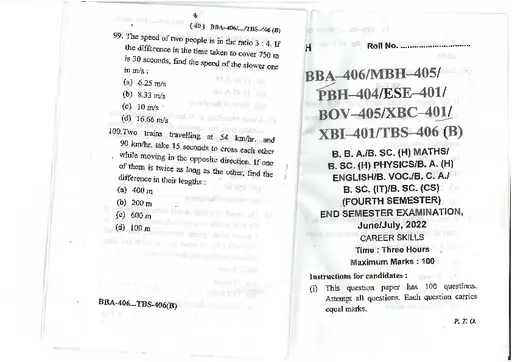 ( 40 ) BBA-406/.../TBS-406 (B)
99. The speed of two people is in the ratio 3 : 4. If
the difference in the time taken to cover 750 m
is 30 seconds, find the speed of the slower one
in m/s :
(a) 6.25 m/s
(b) 8.33 m/s
(c) 10 m/s
(d) 16.66 m/s
100. Two trains travelling at 54 km/hr. and
90 km/hr. take 15 seconds to cross each other
while moving in the opposite direction. If one
of them is twice as long as the other, find the
difference in their lengths :
(a) 400 m
(b) 200 m
(c) 600 m
(d) 100 m
BBA-406...TBS-406(B)
H Roll No. ..............................
BBA–406/MBH–405/
PBH–404/ESE–401/
BOV–405/XBC–401/
XBI–401/TBS–406 (B)
B. B. A./B. SC. (H) MATHS/
B. SC. (H) PHYSICS/B. A. (H)
ENGLISH/B. VOC./B. C. A./
B. SC. (IT)/B. SC. (CS)
(FOURTH SEMESTER)
END SEMESTER EXAMINATION,
June/July, 2022
CAREER SKILLS
Time : Three Hours
Maximum Marks : 100
Instructions for candidates :
(i) This question paper has 100 questions.
Attempt all questions. Each question carries
equal marks.
P. T. O.